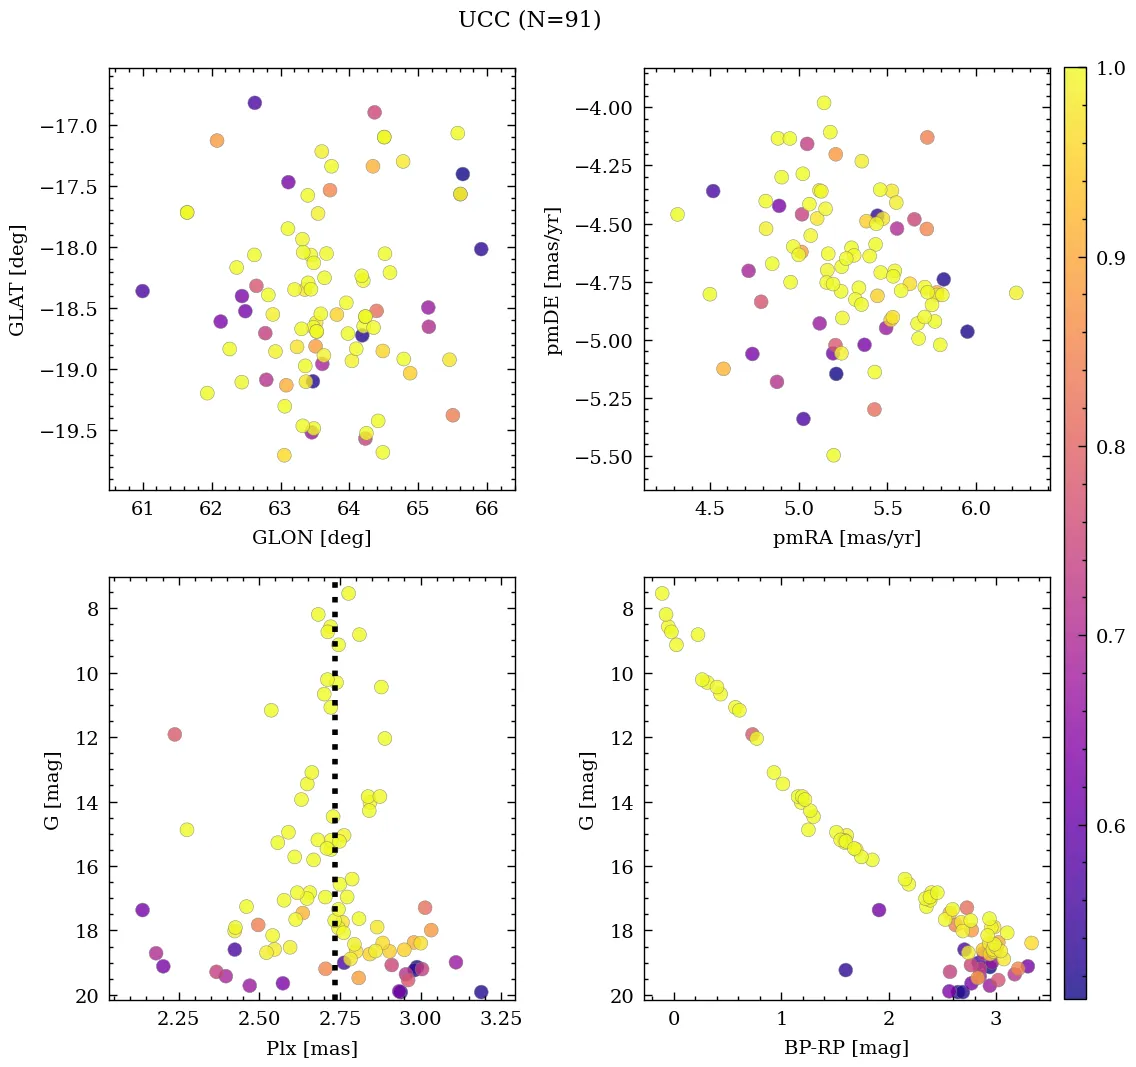 UCC (N=91)
−17.0
−17.5
−18.0
−18.5
−19.0
−19.5
GLAT [deg]
61 62 63 64 65 66
GLON [deg]
−4.00
−4.25
−4.50
−4.75
−5.00
−5.25
−5.50
pmDE [mas/yr]
4.5 5.0 5.5 6.0
pmRA [mas/yr]
8
10
12
14
16
18
20
G [mag]
2.25 2.50 2.75 3.00 3.25
Plx [mas]
8
10
12
14
16
18
20
G [mag]
0 1 2 3
BP-RP [mag]
1.0
0.9
0.8
0.7
0.6